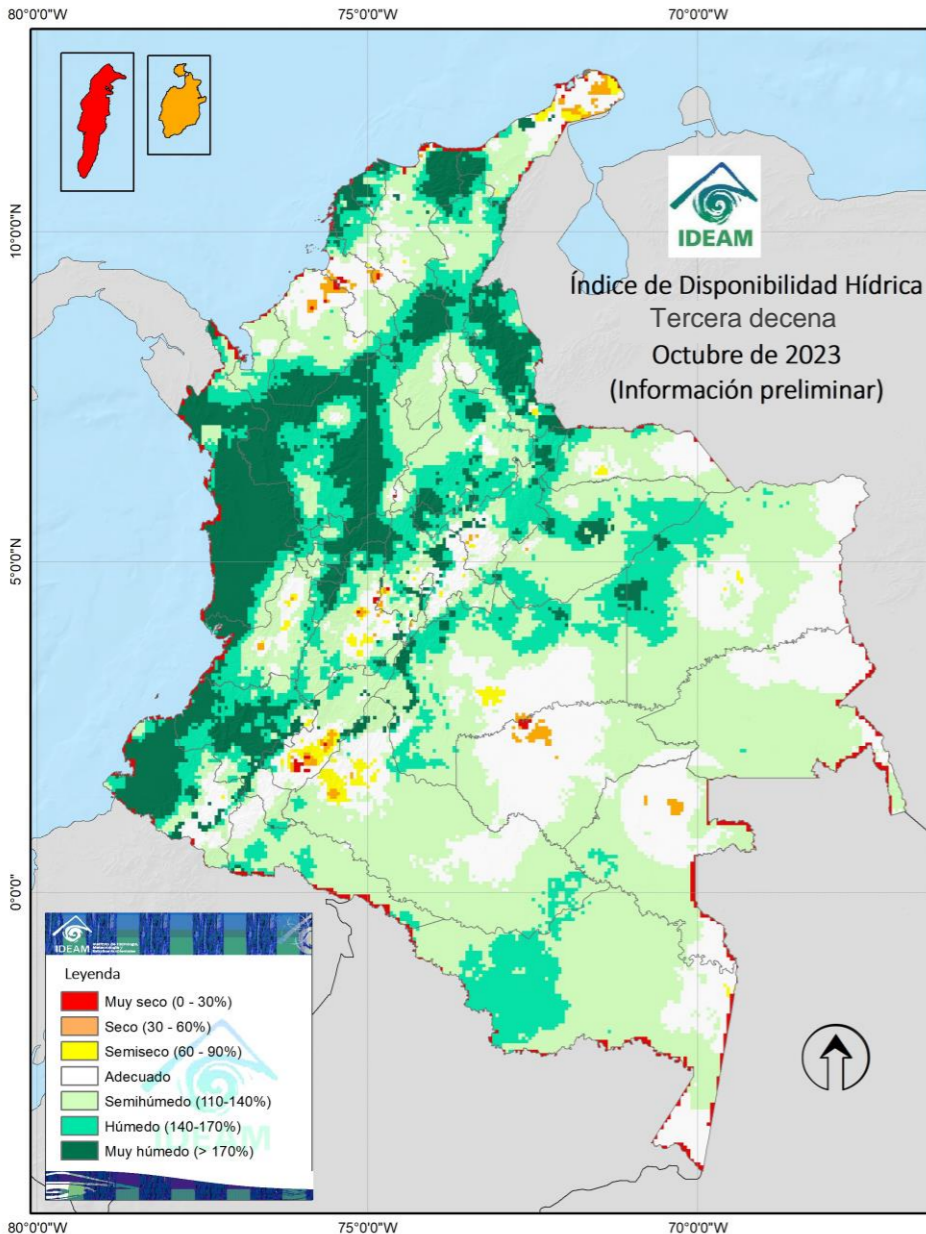 80°0'0"W
75°0'0"W
70°0'0"W
10°0'0"N
5°0'0"N
0°0'0"
IDEAM
Índice de Disponibilidad Hídrica
Tercera decena
Octubre de 2023
(Información preliminar)
IDEAM
Leyenda
Muy seco (0 - 30%)
Seco (30 - 60%)
Semiseco (60 - 90%)
Adecuado
Semihúmedo (110-140%)
Húmedo (140-170%)
Muy húmedo (> 170%)
IDEAM
80°0'0"W
75°0'0"W
70°0'0"W